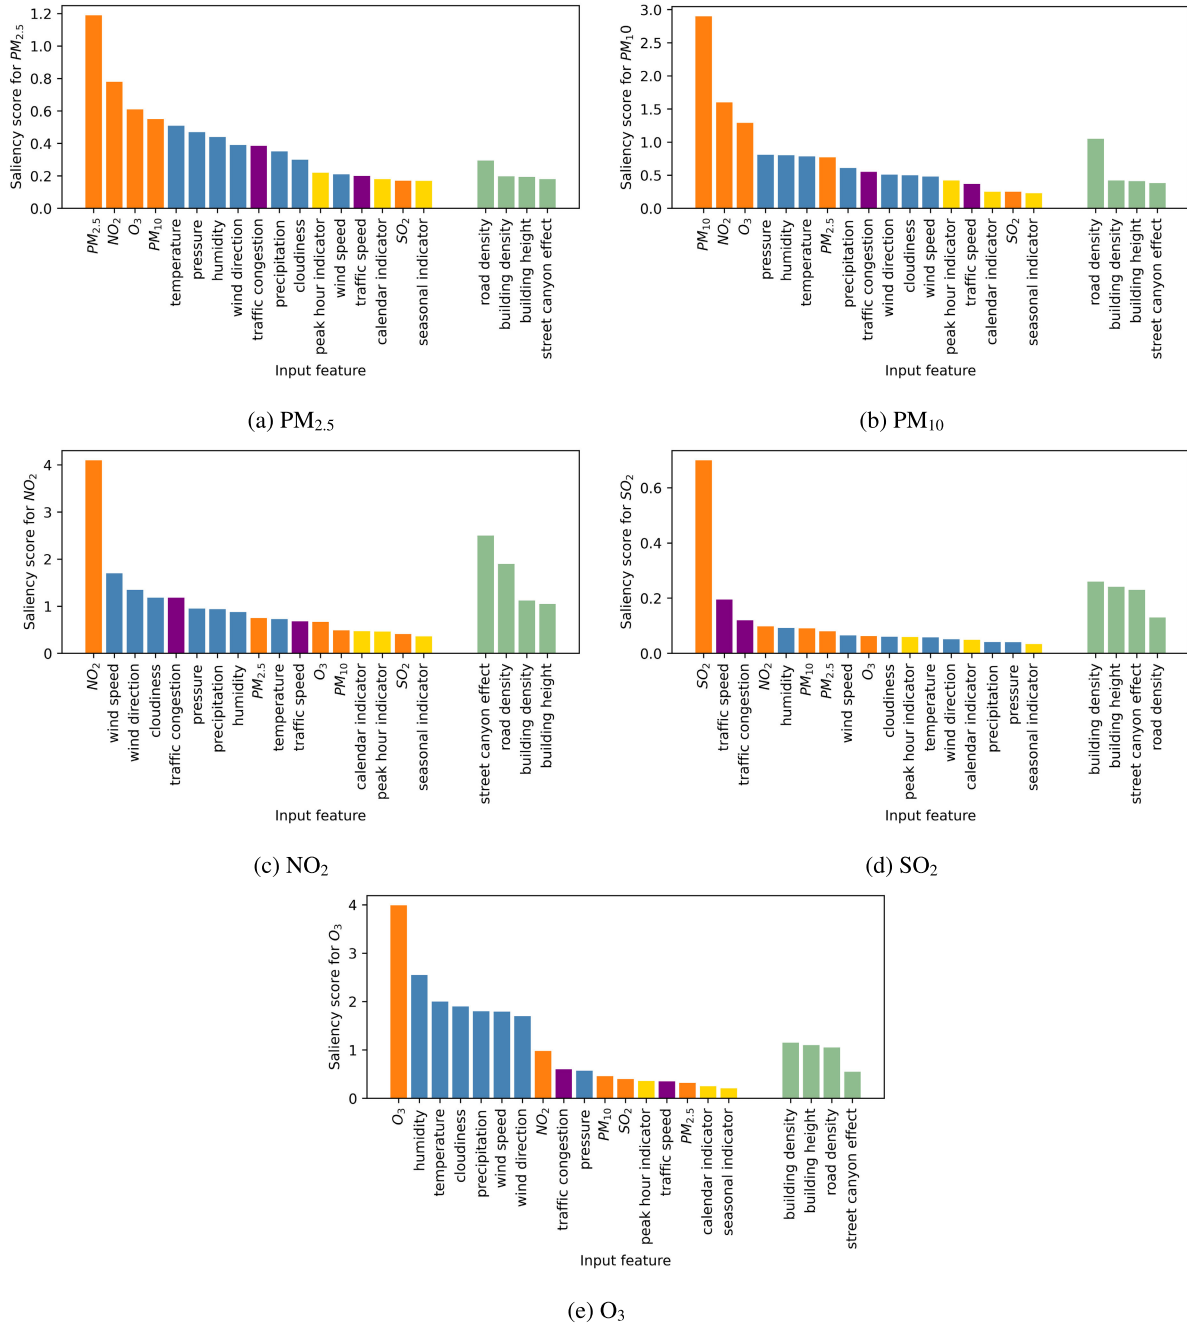 Saliency score for PM2.5
1.2
1.0
0.8
0.6
0.4
0.2
0.0
PM2.5
NO2
O3
PM10
temperature
pressure
humidity
wind direction
traffic congestion
precipitation
cloudiness
peak hour indicator
wind speed
traffic speed
calendar indicator
SO2
seasonal indicator
road density
building density
building height
street canyon effect
Input feature
(a) PM2.5
Saliency score for PM10
3.0
2.5
2.0
1.5
1.0
0.5
0.0
PM10
NO2
O3
pressure
humidity
temperature
PM2.5
precipitation
traffic congestion
wind direction
cloudiness
wind speed
peak hour indicator
traffic speed
calendar indicator
SO2
seasonal indicator
road density
building density
building height
street canyon effect
Input feature
(b) PM10
Saliency score for NO2
4
3
2
1
0
NO2
wind speed
wind direction
cloudiness
traffic congestion
pressure
precipitation
humidity
PM2.5
temperature
traffic speed
O3
PM10
calendar indicator
peak hour indicator
SO2
seasonal indicator
street canyon effect
road density
building density
building height
Input feature
(c) NO2
Saliency score for SO2
0.6
0.4
0.2
0.0
SO2
traffic speed
traffic congestion
NO2
humidity
PM10
PM2.5
wind speed
O3
cloudiness
peak hour indicator
temperature
wind direction
calendar indicator
precipitation
pressure
seasonal indicator
building density
building height
street canyon effect
road density
Input feature
(d) SO2
Saliency score for O3
4
3
2
1
0
O3
humidity
temperature
cloudiness
precipitation
wind speed
wind direction
NO2
traffic congestion
pressure
PM10
SO2
peak hour indicator
traffic speed
PM2.5
calendar indicator
seasonal indicator
building density
building height
road density
street canyon effect
Input feature
(e) O3